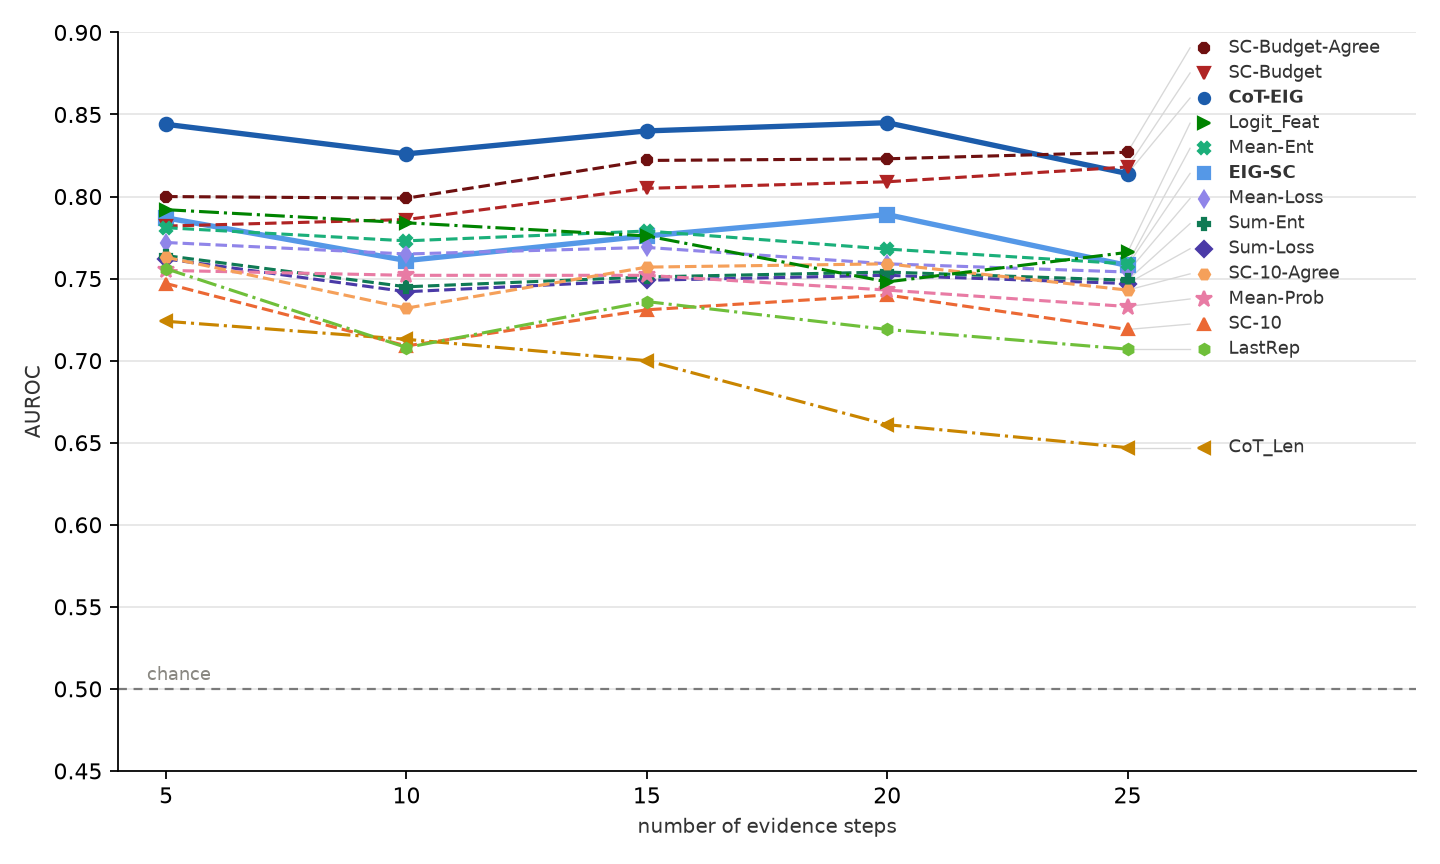 0.90
0.85
0.80
0.75
0.70
0.65
0.60
0.55
0.50
0.45
AUROC
chance
5 10 15 20 25
number of evidence steps
SC-Budget-Agree
SC-Budget
CoT-EIG
Logit_Feat
Mean-Ent
EIG-SC
Mean-Loss
Sum-Ent
Sum-Loss
SC-10-Agree
Mean-Prob
SC-10
LastRep
CoT_Len